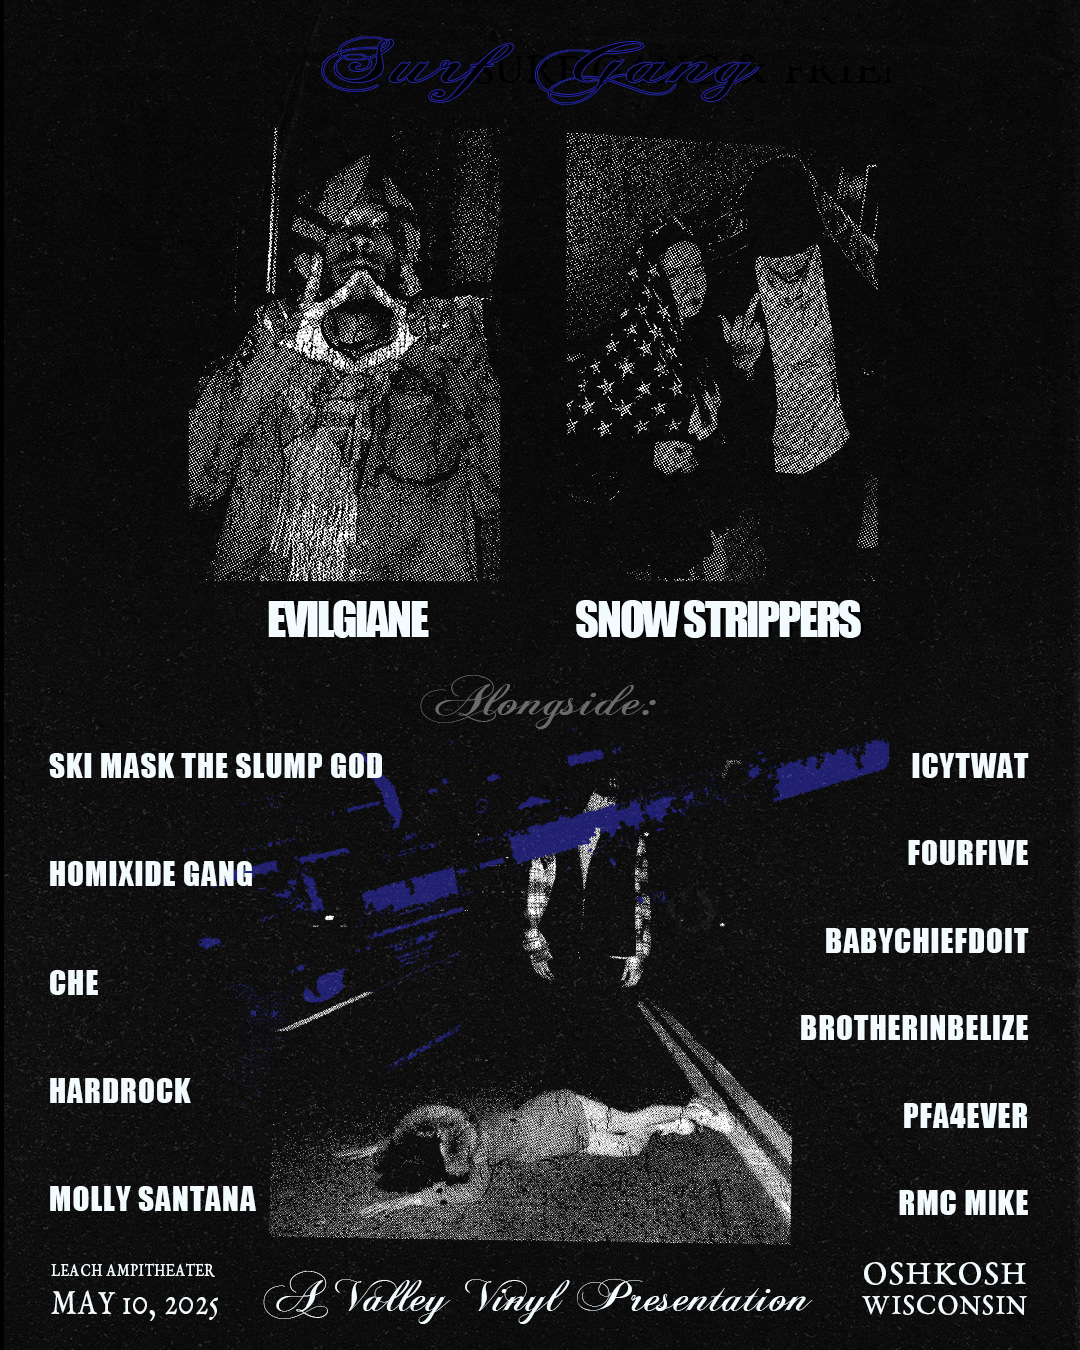 Surf Gang
EVILGIANE
SNOW STRIPPERS
Alongside:
SKI MASK THE SLUMP GOD
ICYTWAT
FOURFIVE
HOMIXIDE GANG
BABYCHIEFDOIT
CHE
BROTHERINBELIZE
HARDROCK
PFA4EVER
MOLLY SANTANA
RMC MIKE
LEACH AMPITHEATER
MAY 10, 2025
A Valley Vinyl Presentation
OSHKOSH
WISCONSIN